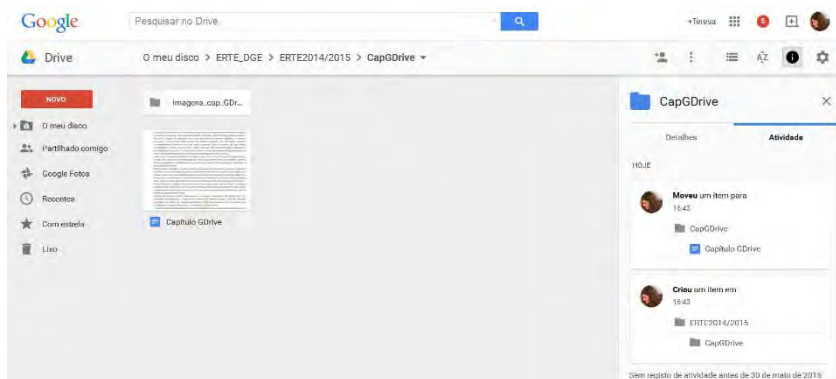 Google
Pesquisar no Drive
+Teresa
Drive
O meu disco > ERTE_DGE > ERTE2014/2015 > CapGDrive
AZ
NOVO
O meu disco
Partilhado comigo
Google Fotos
Recentes
Com estrela
Lixo
imagens_cap_GDr...
Capítulo GDrive
CapGDrive
Detalhes
Atividade
HOJE
Moveu um item para
16:43
CapGDrive
Capítulo GDrive
Criou um item em
16:43
ERTE2014/2015
CapGDrive
Sem registo de atividade antes de 30 de maio de 2015